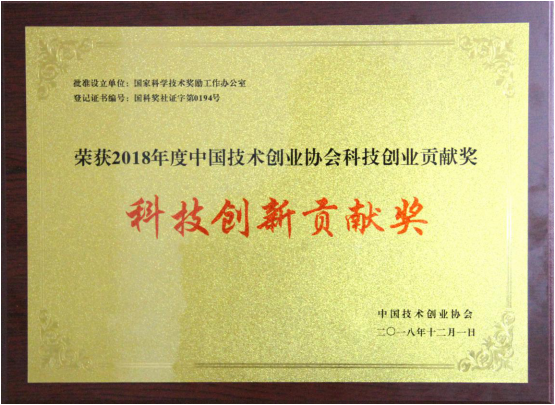 批准设立单位：国家科学技术奖励工作办公室
登记证书编号：国科奖社证字第0194号
荣获2018年度中国技术创业协会科技创业贡献奖
科技创新贡献奖
中国技术创业协会
二〇一八年十二月一日